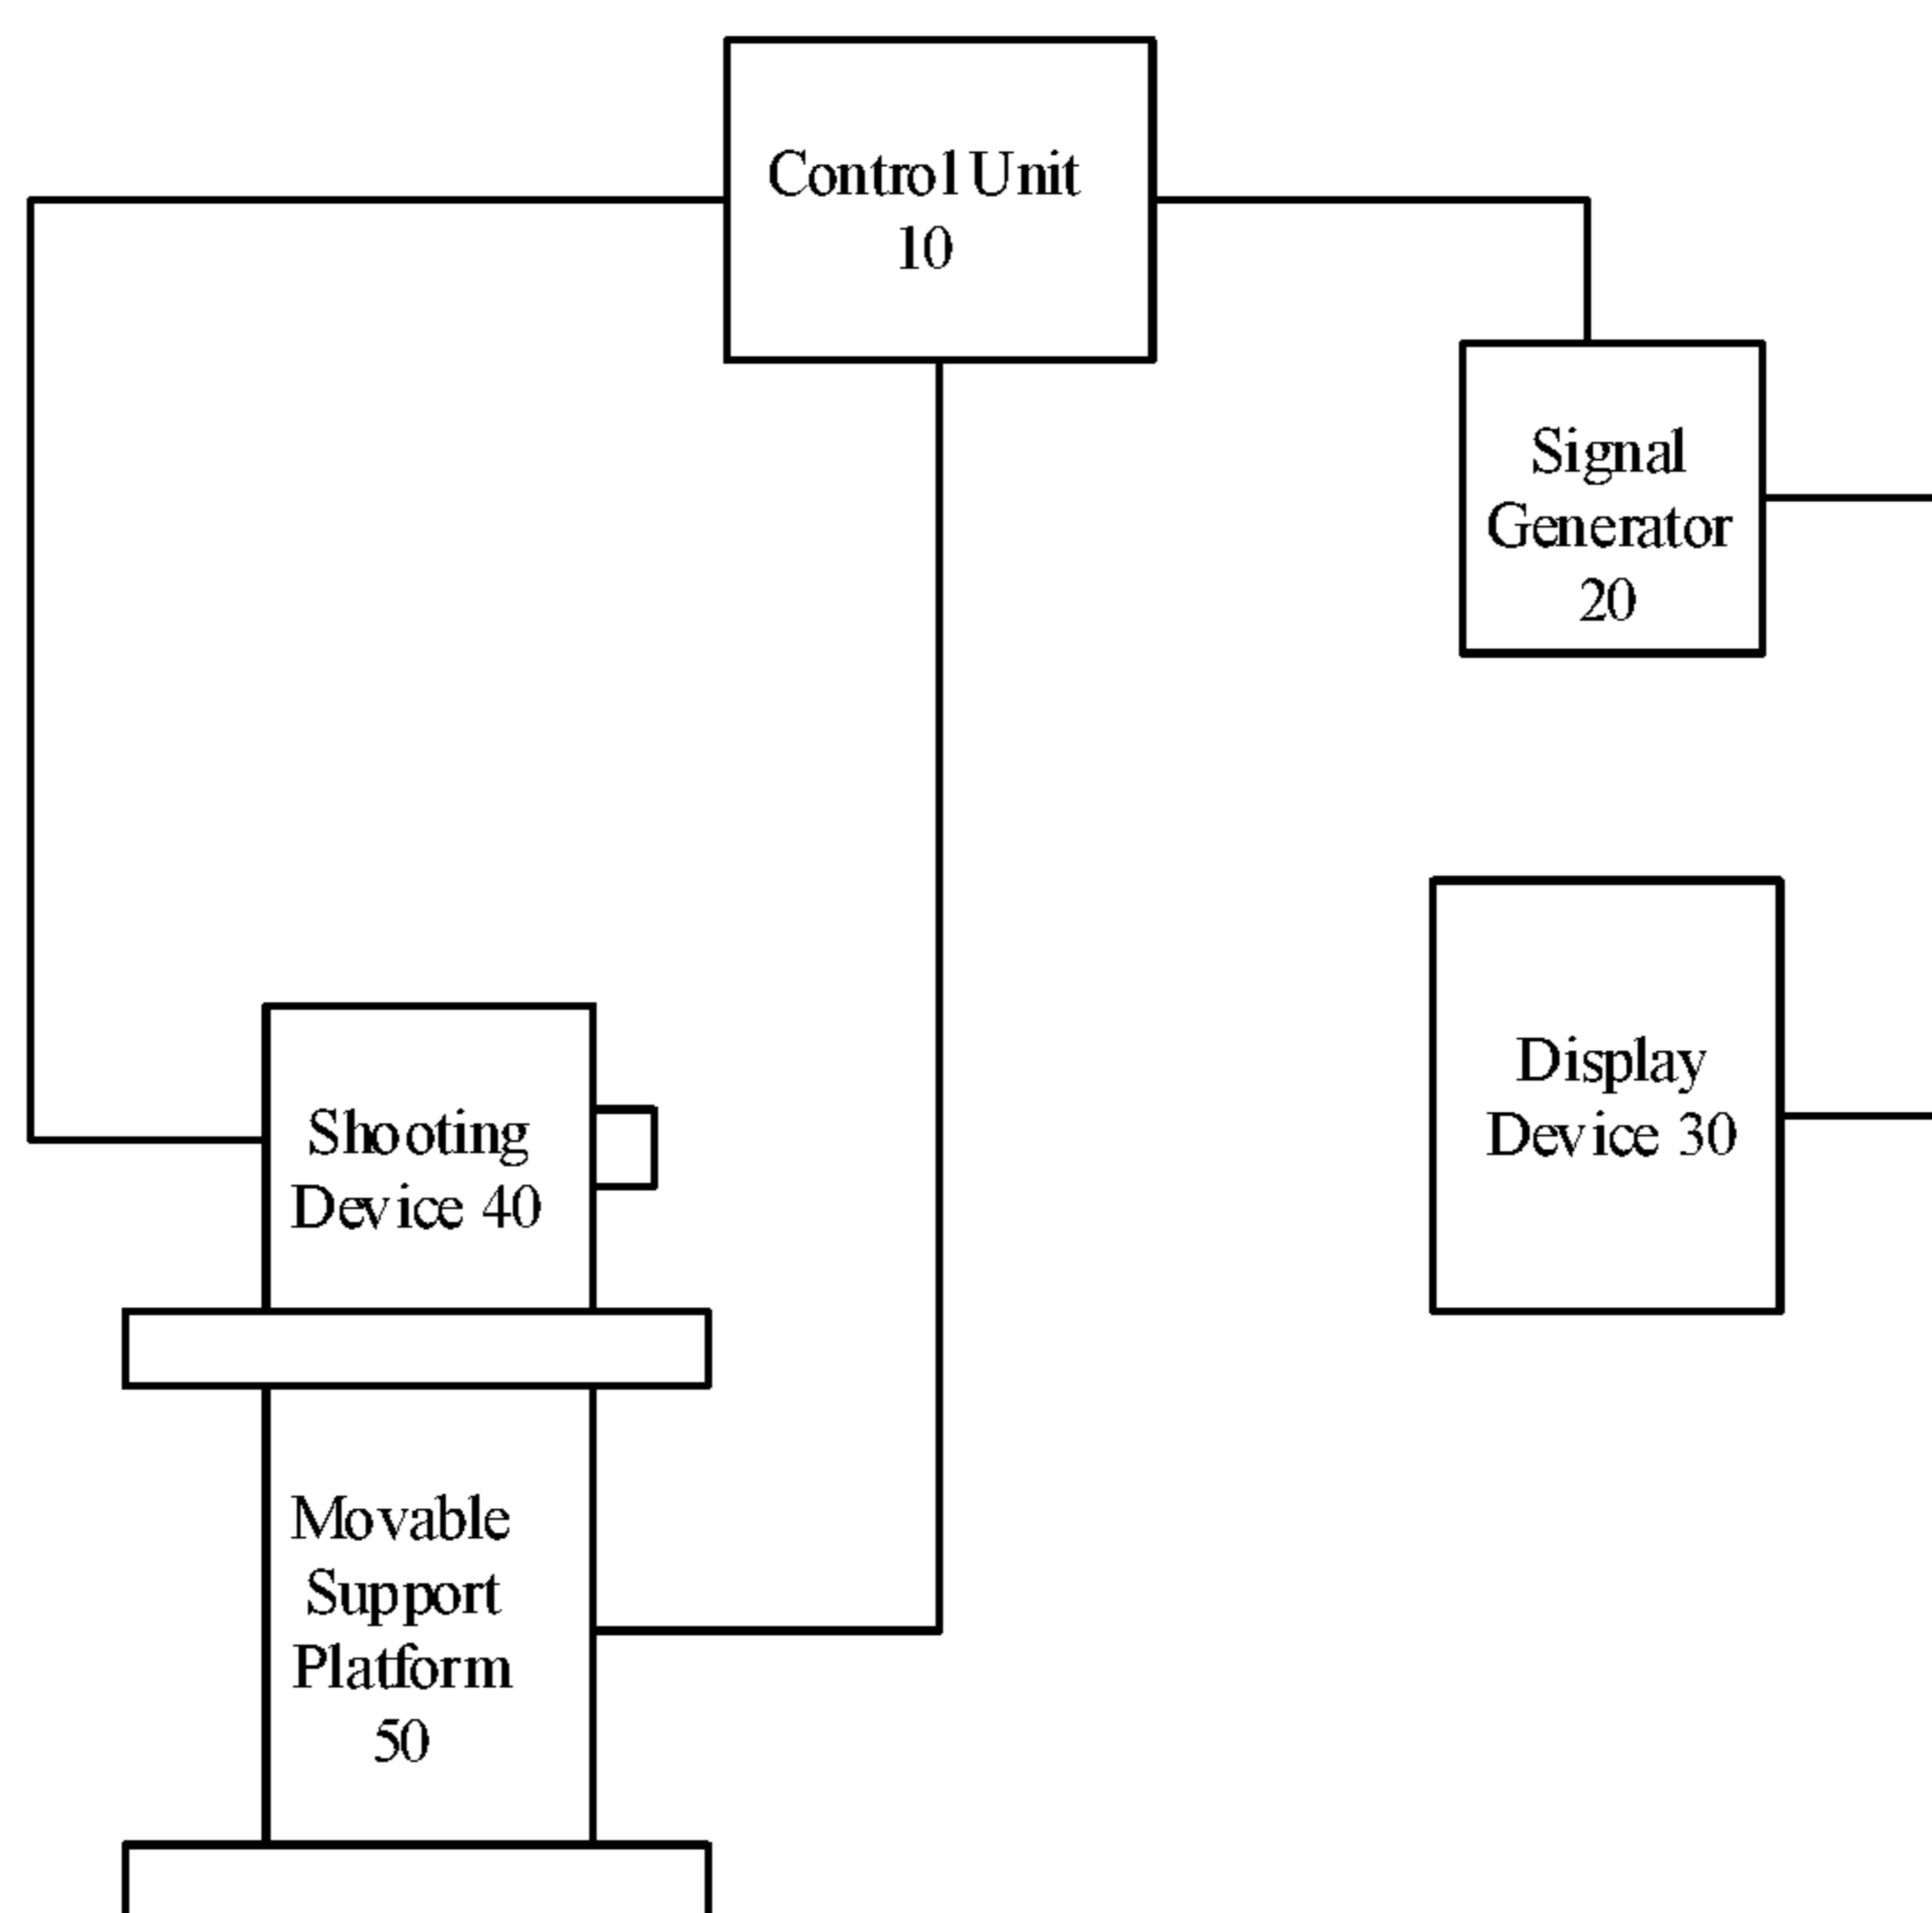 Control Unit
10
Signal
Generator
20
Display
Device 30
Shooting
Device 40
Movable
Support
Platform
50